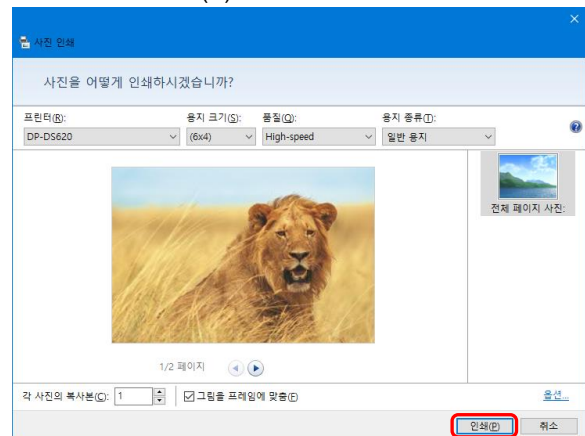 사진 인쇄
사진을 어떻게 인쇄하시겠습니까?
프린터(R): 용지 크기(S): 품질(Q): 용지 종류(T):
DP-DS620 (6x4) High-speed 일반 용지
전체 페이지 사진:
1/2 페이지
각 사진의 복사본(C): 1 그림을 프레임에 맞춤(F) 옵션...
인쇄(P) 취소